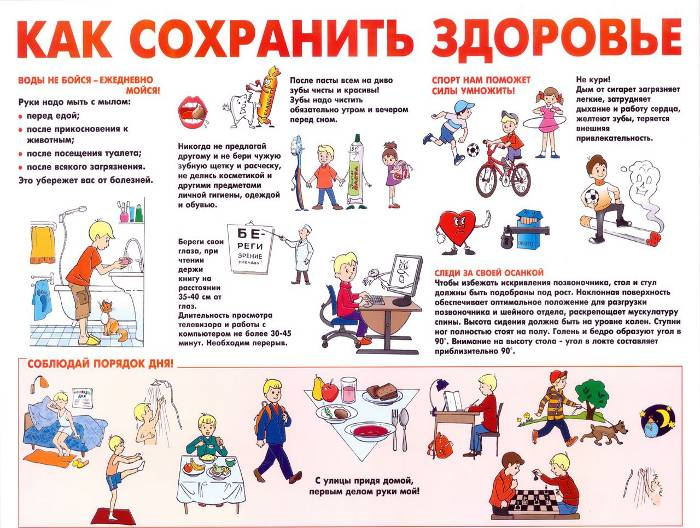 КАК СОХРАНИТЬ ЗДОРОВЬЕ
ВОДЫ НЕ БОЙСЯ – ЕЖЕДНЕВНО
МОЙСЯ!
Руки надо мыть с мылом:
• перед едой;
• после прикосновения к
животным;
• после посещения туалета;
• после всякого загрязнения.
Это убережет вас от болезней.
После пасты всем на диво
зубы чисты и красивы!
Зубы надо чистить
обязательно утром и вечером
перед сном.
Никогда не предлагай
другому и не бери чужую
зубную щетку и расческу,
не делись косметикой и
другими предметами
личной гигиены, одеждой
и обувью.
Береги свои
глаза, при
чтении
держи
книгу на
расстоянии
35-40 см от
глаз.
Длительность просмотра
телевизора и работы с
компьютером не более 30-45
минут. Необходим перерыв.
БЕ-
РЕГИ
ЗРЕНИЕ
СПОРТ НАМ ПОМОЖЕТ
СИЛЫ УМНОЖИТЬ!
Не кури!
Дым от сигарет загрязняет
легкие, затрудняет
дыхание и работу сердца,
желтеют зубы, теряется
внешняя
привлекательность.
СЛЕДИ ЗА СВОЕЙ ОСАНКОЙ
Чтобы избежать искривления позвоночника, стол и стул
должны быть подобраны под рост. Наклонная поверхность
обеспечивает оптимальное положение для разгрузки
позвоночника и шейного отдела, раскрепощает мускулатуру
спины. Высота сидения должна быть на уровне колен. Ступни
ног полностью стоят на полу. Голень и бедро образуют угол в
90˚. Внимание на высоту стола - угол в локте составляет
приблизительно 90˚.
СОБЛЮДАЙ ПОРЯДОК ДНЯ!
С улицы придя домой,
первым делом руки мой!